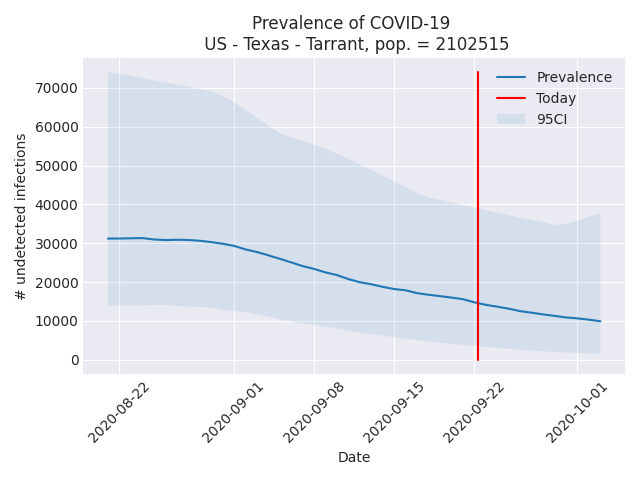 Prevalence of COVID-19
US - Texas - Tarrant, pop. = 2102515
Prevalence
Today
95CI
# undetected infections
70000
60000
50000
40000
30000
20000
10000
0
2020-08-22
2020-09-01
2020-09-08
2020-09-15
2020-09-22
2020-10-01
Date